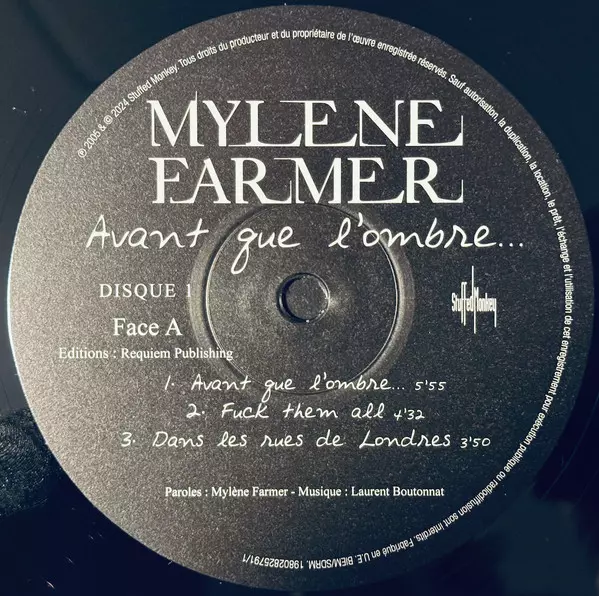 ℗ 2005 & © 2024 Stuffed Monkey. Tous droits du producteur et du propriétaire de l'œuvre enregistrée réservés. Sauf autorisation, la duplication, la location, le prêt, l'échange et l'utilisation de cet enregistrement pour exécution publique ou radiodiffusion sont interdits. Fabriqué en U.E. BIEM/SDRM. 19802825791/1
MYLENE
FARMER
Avant que l'ombre...
DISQUE 1
Stuffed Monkey
Face A
Editions : Requiem Publishing
1. Avant que l'ombre... 5'55
2. Fuck them all 4'32
3. Dans les rues de Londres 3'50
Paroles : Mylène Farmer - Musique : Laurent Boutonnat